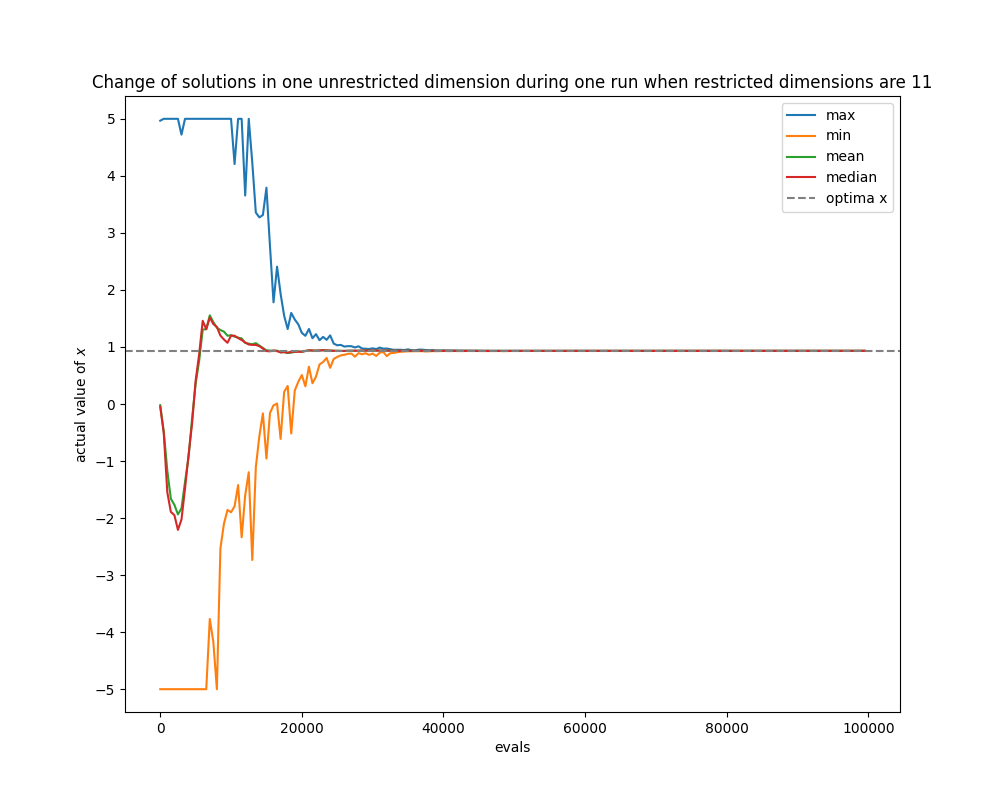 Change of solutions in one unrestricted dimension during one run when restricted dimensions are 11
max
min
mean
median
optima x
actual value of x
5
4
3
2
1
0
−1
−2
−3
−4
−5
0
20000
40000
60000
80000
100000
evals